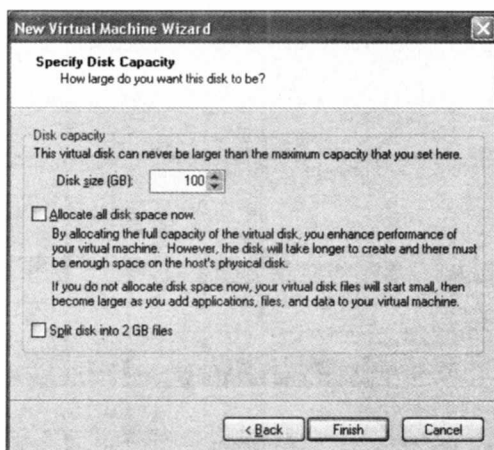 New Virtual Machine Wizard
Specify Disk Capacity
How large do you want this disk to be?
Disk capacity
This virtual disk can never be larger than the maximum capacity that you set here.
Disk size (GB): 100
Allocate all disk space now.
By allocating the full capacity of the virtual disk, you enhance performance of
your virtual machine. However, the disk will take longer to create and there must
be enough space on the host's physical disk.
If you do not allocate disk space now, your virtual disk files will start small, then
become larger as you add applications, files, and data to your virtual machine.
Split disk into 2 GB files
< Back Finish Cancel